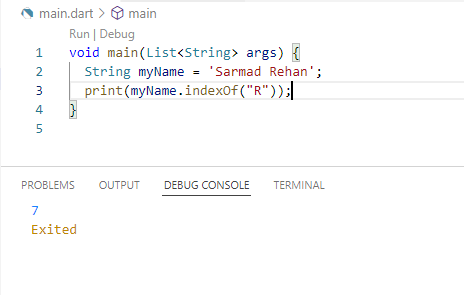 main.dart > main
Run | Debug
1 void main(List<String> args) {
2 String myName = 'Sarmad Rehan';
3 print(myName.indexOf("R"));
4 }
5
PROBLEMS OUTPUT DEBUG CONSOLE TERMINAL
7
Exited